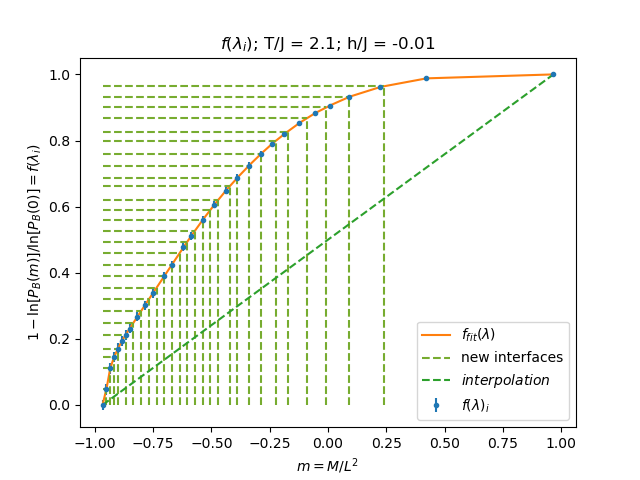 f(λᵢ); T/J = 2.1; h/J = -0.01
1 − ln[P_B(m)]/ln[P_B(0)] = f(λᵢ)
1.0
0.8
0.6
0.4
0.2
0.0
f_fit(λ)
new interfaces
interpolation
f(λ)ᵢ
−1.00 −0.75 −0.50 −0.25 0.00 0.25 0.50 0.75 1.00
m = M/L²